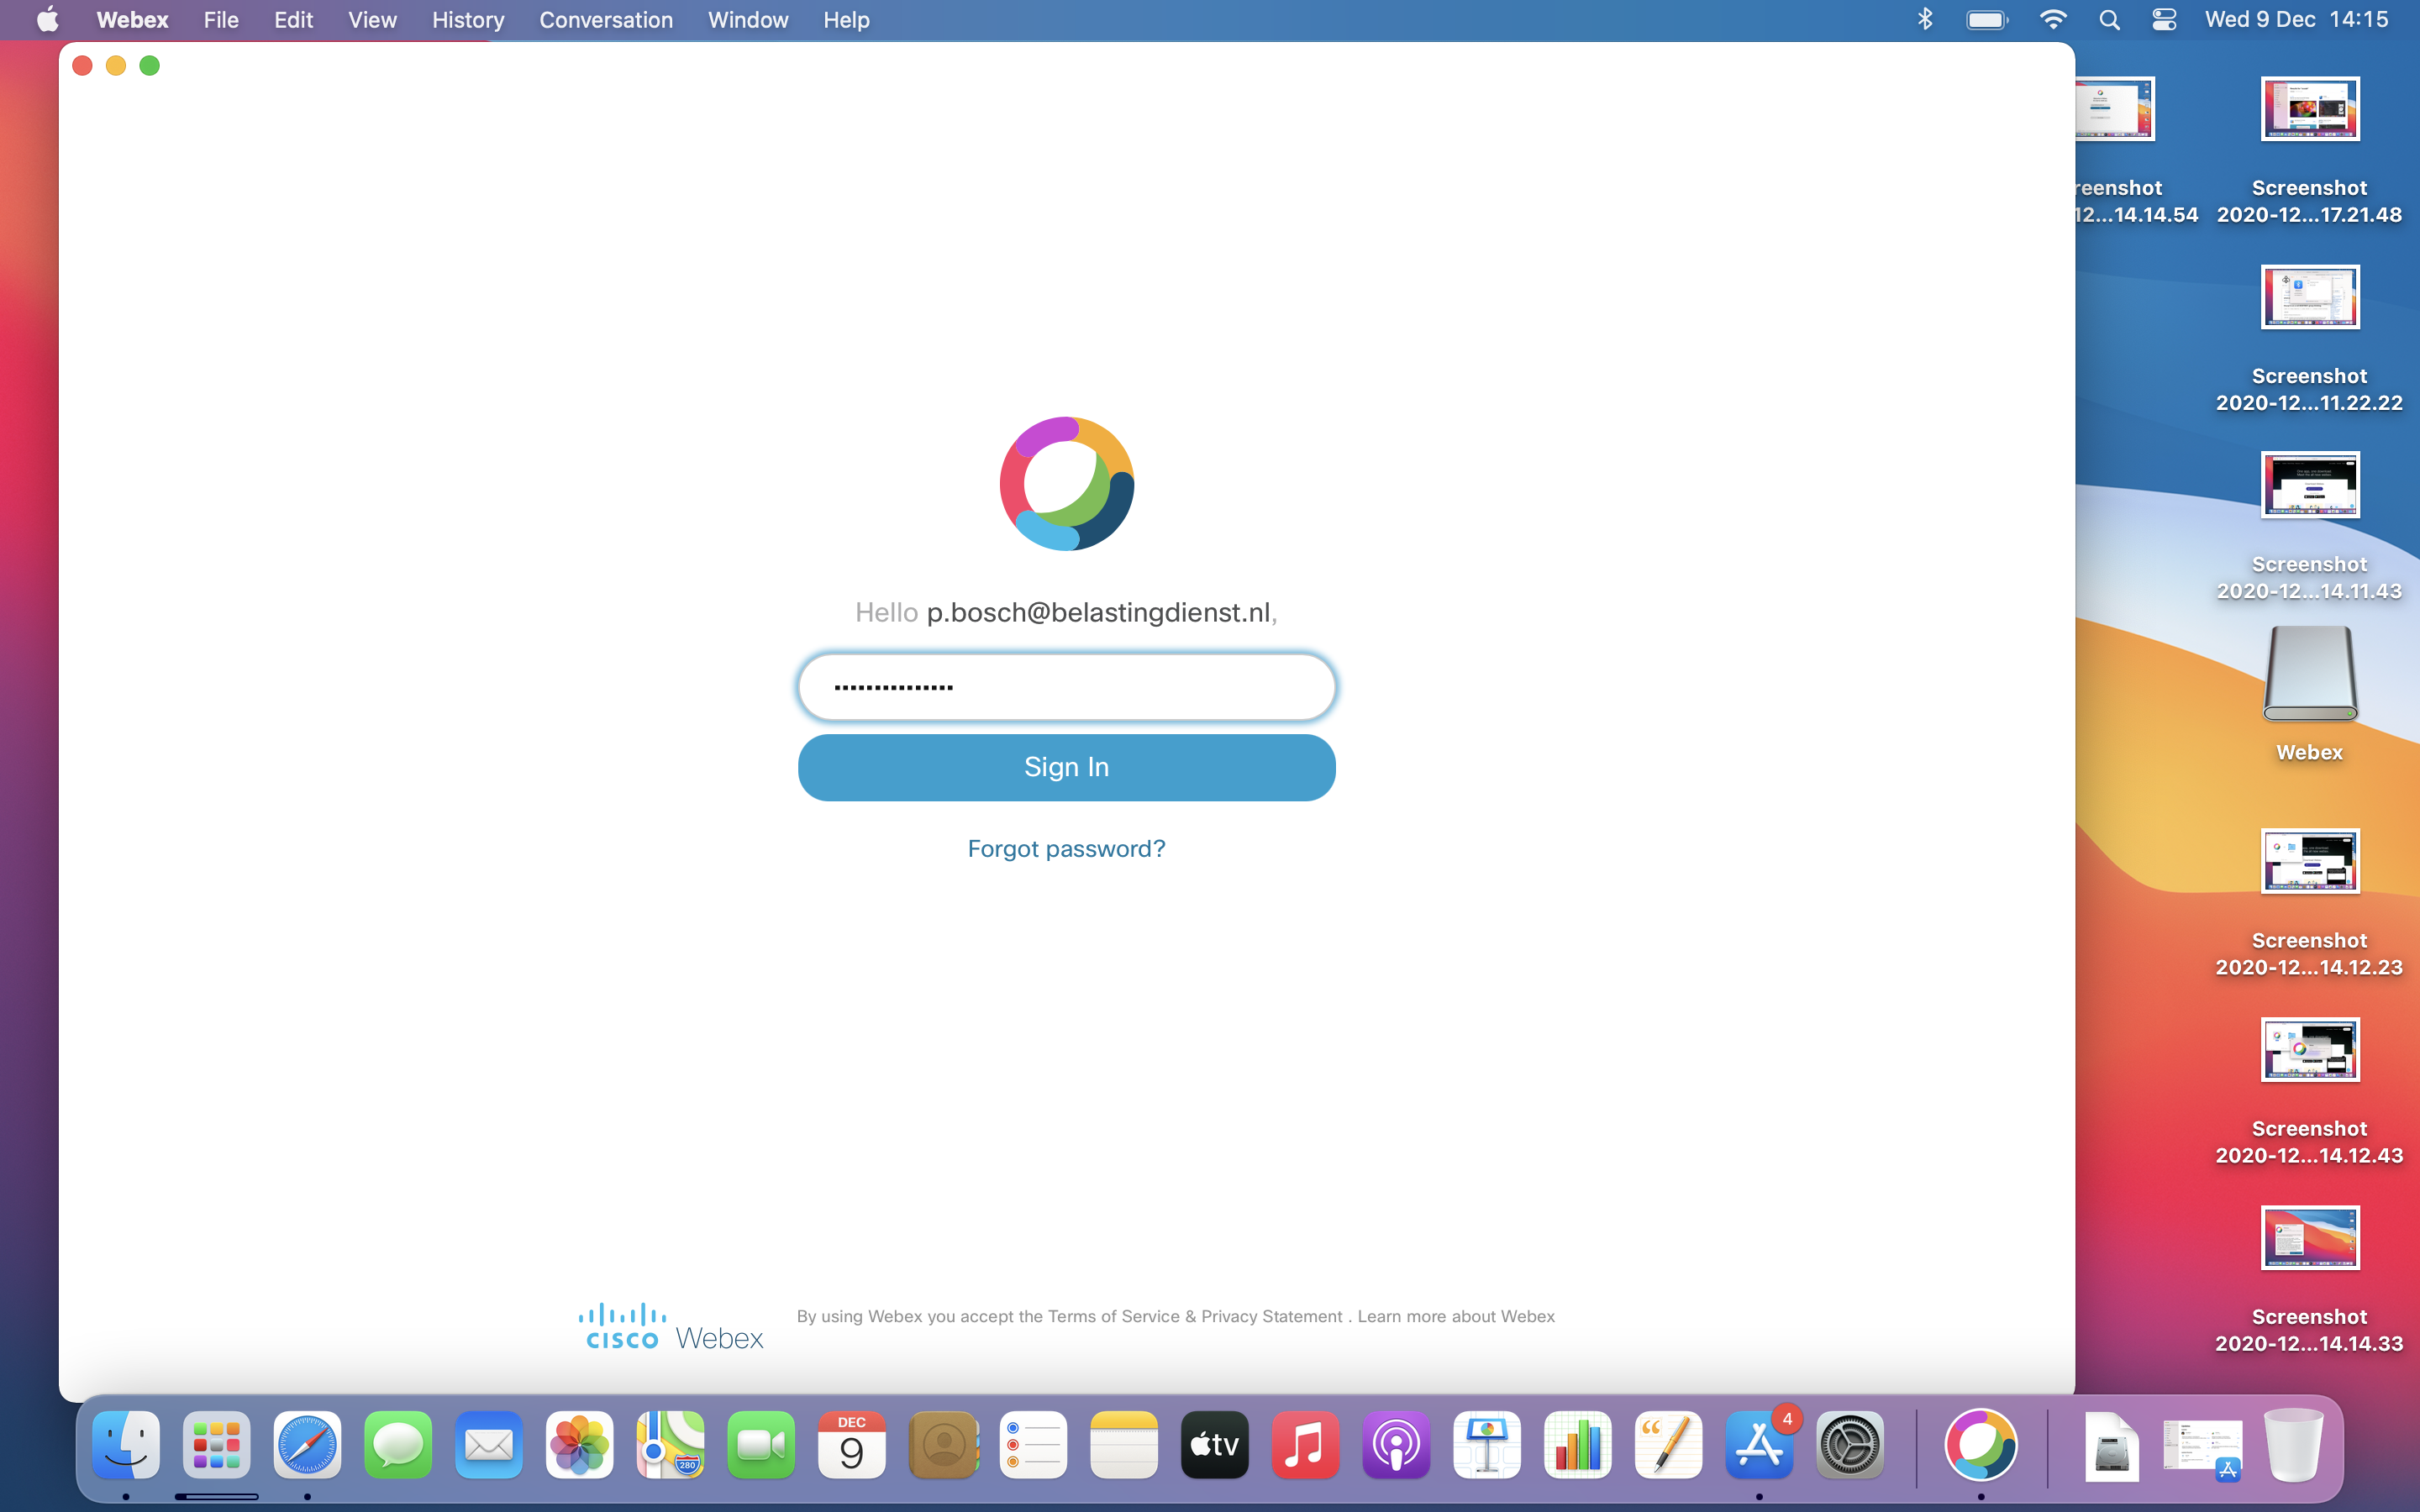 Webex File Edit View History Conversation Window Help Wed 9 Dec 14:15
reenshot
12...14.14.54
Screenshot
2020-12...17.21.48
Screenshot
2020-12...11.22.22
Screenshot
2020-12...14.11.43
Webex
Screenshot
2020-12...14.12.23
Screenshot
2020-12...14.12.43
Screenshot
2020-12...14.14.33
Hello p.bosch@belastingdienst.nl,
Sign In
Forgot password?
cisco Webex
By using Webex you accept the Terms of Service & Privacy Statement . Learn more about Webex
280
DEC
9
tv
4